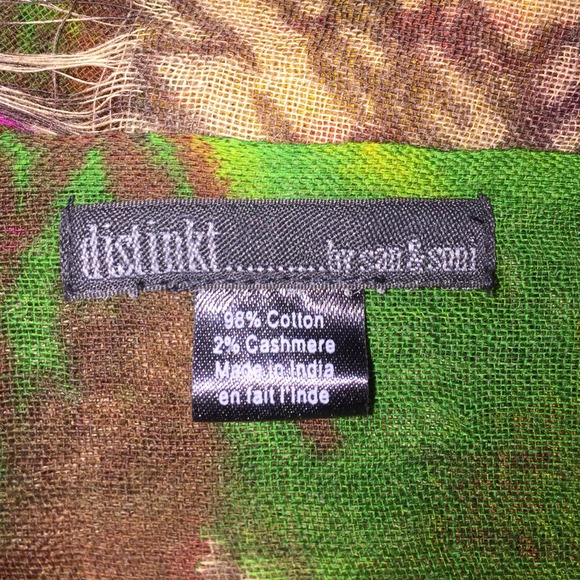 distinkt..........by san & soni
98% Cotton
2% Cashmere
Made in India
en fait l'Inde